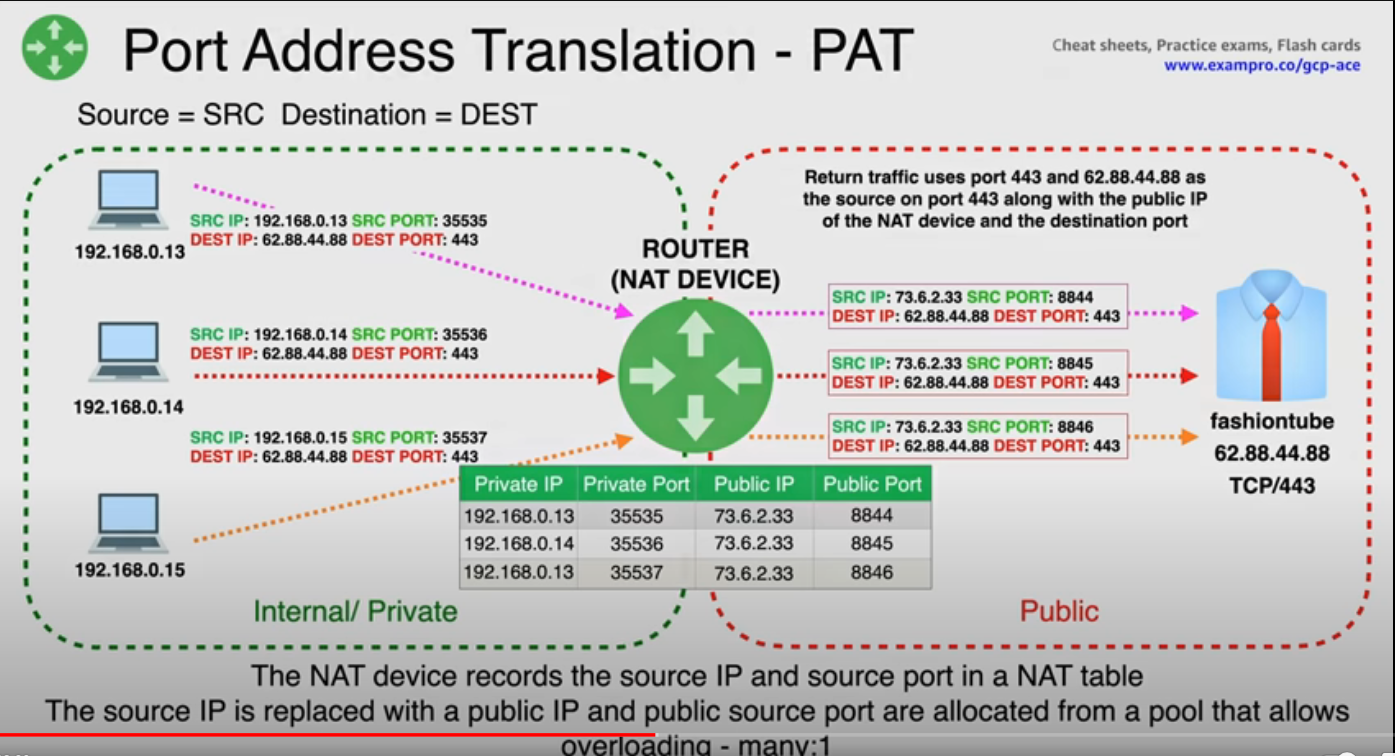 Port Address Translation - PAT
Cheat sheets, Practice exams, Flash cards
www.exampro.co/gcp-ace
Source = SRC Destination = DEST
192.168.0.13
SRC IP: 192.168.0.13 SRC PORT: 35535
DEST IP: 62.88.44.88 DEST PORT: 443
192.168.0.14
SRC IP: 192.168.0.14 SRC PORT: 35536
DEST IP: 62.88.44.88 DEST PORT: 443
192.168.0.15
SRC IP: 192.168.0.15 SRC PORT: 35537
DEST IP: 62.88.44.88 DEST PORT: 443
ROUTER
(NAT DEVICE)
Return traffic uses port 443 and 62.88.44.88 as
the source on port 443 along with the public IP
of the NAT device and the destination port
SRC IP: 73.6.2.33 SRC PORT: 8844
DEST IP: 62.88.44.88 DEST PORT: 443
SRC IP: 73.6.2.33 SRC PORT: 8845
DEST IP: 62.88.44.88 DEST PORT: 443
SRC IP: 73.6.2.33 SRC PORT: 8846
DEST IP: 62.88.44.88 DEST PORT: 443
fashiontube
62.88.44.88
TCP/443
Private IP Private Port Public IP Public Port
192.168.0.13 35535 73.6.2.33 8844
192.168.0.14 35536 73.6.2.33 8845
192.168.0.13 35537 73.6.2.33 8846
Internal/ Private
Public
The NAT device records the source IP and source port in a NAT table
The source IP is replaced with a public IP and public source port are allocated from a pool that allows
overloading - many:1